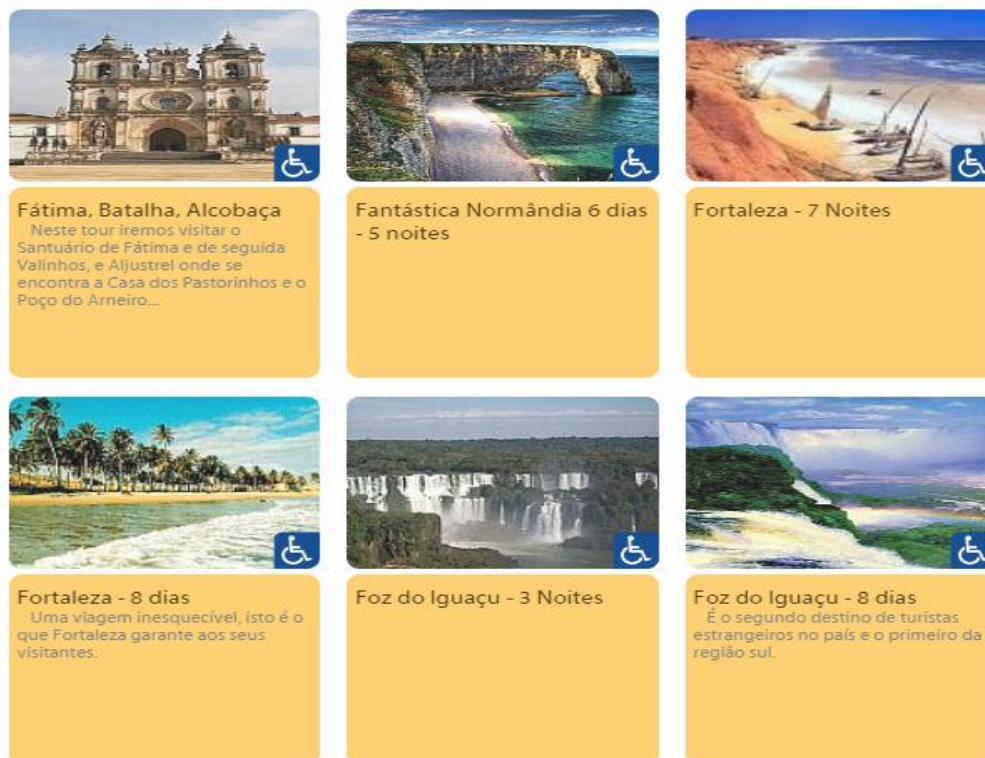 Fátima, Batalha, Alcobaça
Neste tour iremos visitar o
Santuário de Fátima e de seguida
Valinhos, e Aljustrel onde se
encontra a Casa dos Pastorinhos e o
Poço do Arneiro...
Fantástica Normândia 6 dias
- 5 noites
Fortaleza - 7 Noites
Fortaleza - 8 dias
Uma viagem inesquecível, isto é o
que Fortaleza garante aos seus
visitantes.
Foz do Iguaçu - 3 Noites
Foz do Iguaçu - 8 dias
É o segundo destino de turistas
estrangeiros no país e o primeiro da
região sul.